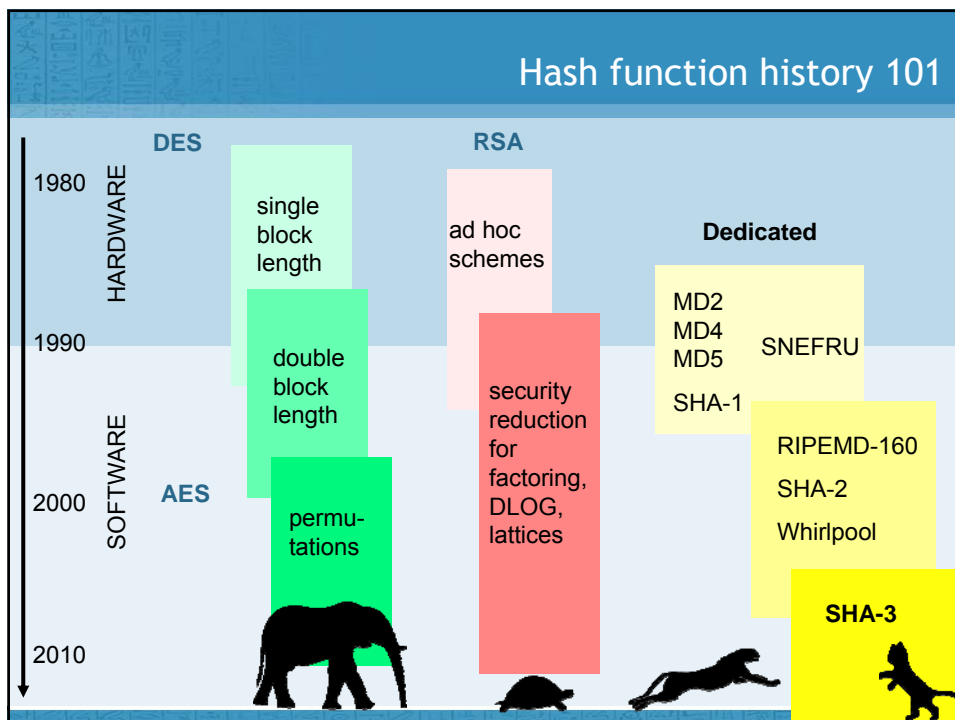 Hash function history 101
DES
RSA
1980
HARDWARE
single
block
length
ad hoc
schemes
Dedicated
MD2
MD4
MD5
SNEFRU
SHA-1
1990
double
block
length
security
reduction
for
factoring,
DLOG,
lattices
RIPEMD-160
SHA-2
Whirlpool
SOFTWARE
AES
2000
permu-
tations
SHA-3
2010